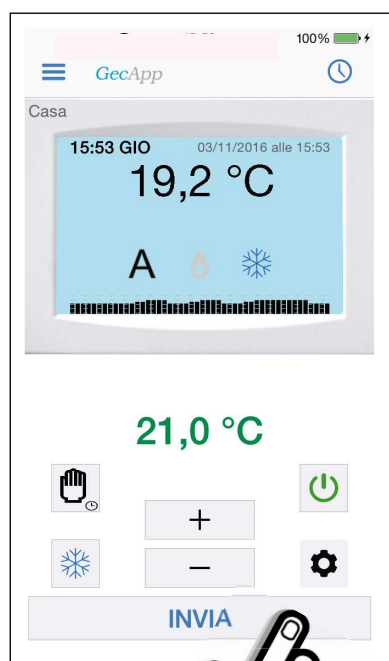 100%
GecApp
Casa
15:53 GIO 03/11/2016 alle 15:53
19,2 °C
A
21,0 °C
+
−
INVIA